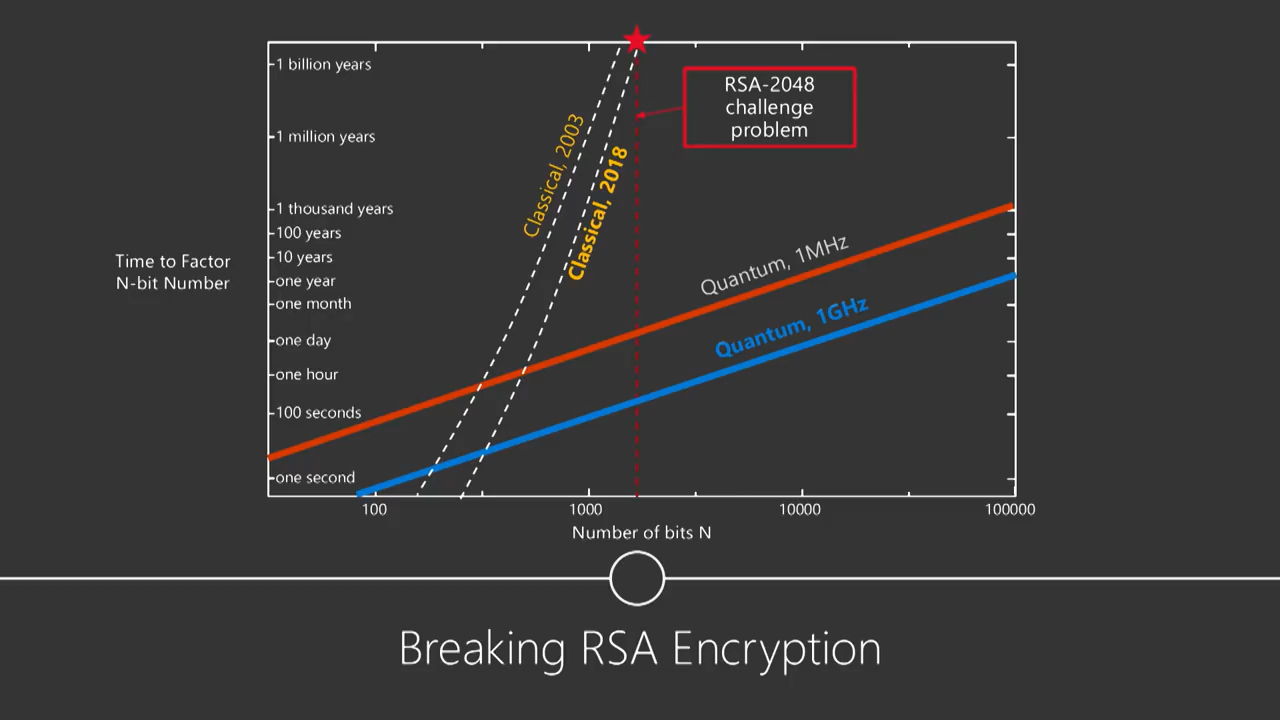 1 billion years
1 million years
1 thousand years
100 years
10 years
one year
one month
one day
one hour
100 seconds
one second
Time to Factor
N-bit Number
Classical, 2003
Classical, 2018
RSA-2048
challenge
problem
Quantum, 1MHz
Quantum, 1GHz
100
1000
10000
100000
Number of bits N
Breaking RSA Encryption